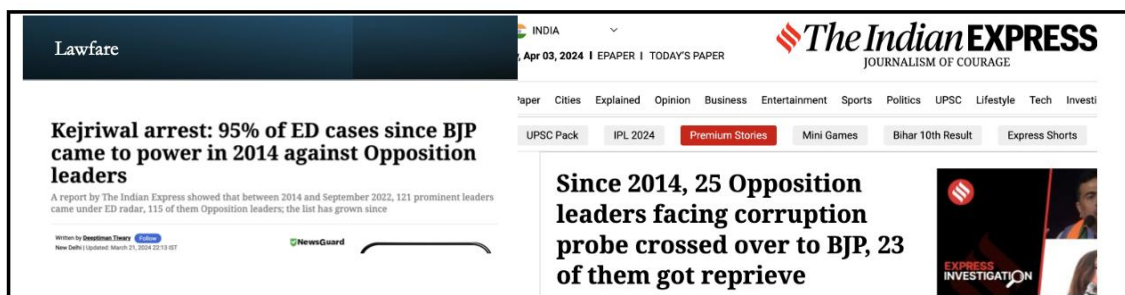 Lawfare
Kejriwal arrest: 95% of ED cases since BJP
came to power in 2014 against Opposition
leaders
A report by The Indian Express showed that between 2014 and September 2022, 121 prominent leaders
came under ED radar, 115 of them Opposition leaders; the list has grown since
Written by Deeptiman Tiwary Follow
New Delhi | Updated: March 21, 2024 22:13 IST
NewsGuard
INDIA
, Apr 03, 2024 | EPAPER | TODAY'S PAPER
The Indian EXPRESS
JOURNALISM OF COURAGE
Paper Cities Explained Opinion Business Entertainment Sports Politics UPSC Lifestyle Tech Investi
UPSC Pack IPL 2024 Premium Stories Mini Games Bihar 10th Result Express Shorts
Since 2014, 25 Opposition
leaders facing corruption
probe crossed over to BJP, 23
of them got reprieve
EXPRESS
INVESTIGATION